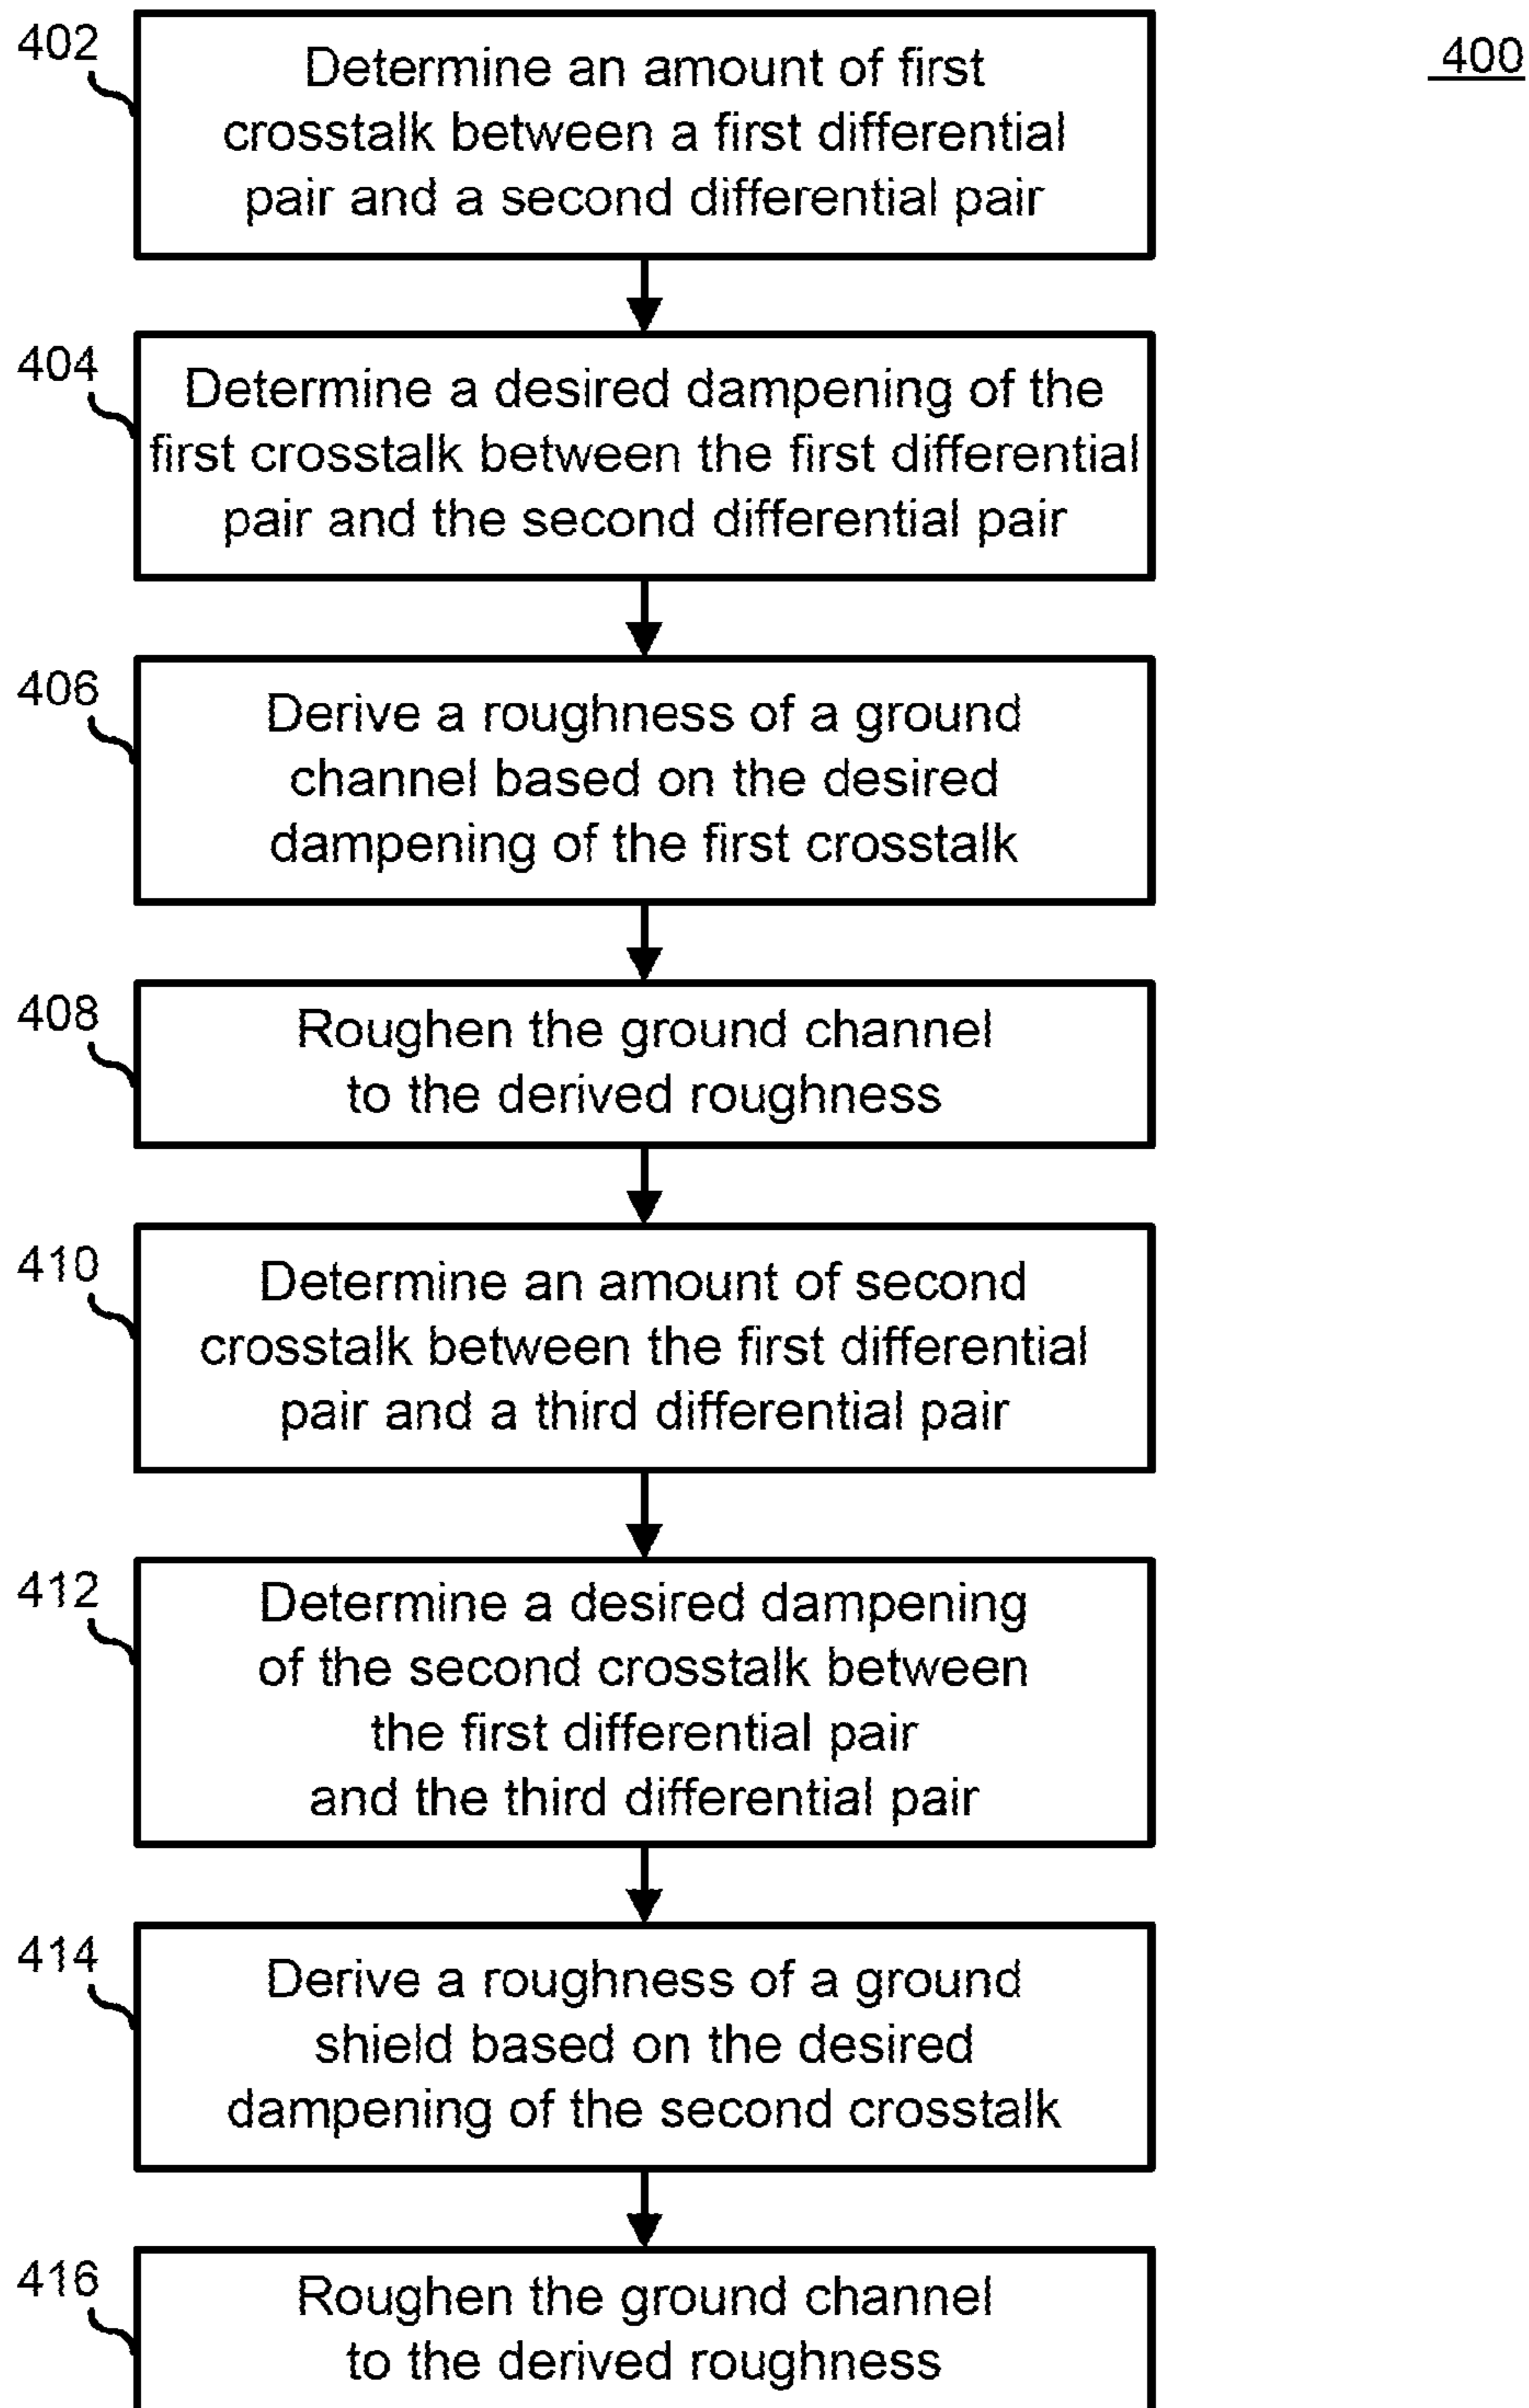 400
402
Determine an amount of first
crosstalk between a first differential
pair and a second differential pair
404
Determine a desired dampening of the
first crosstalk between the first differential
pair and the second differential pair
406
Derive a roughness of a ground
channel based on the desired
dampening of the first crosstalk
408
Roughen the ground channel
to the derived roughness
410
Determine an amount of second
crosstalk between the first differential
pair and a third differential pair
412
Determine a desired dampening
of the second crosstalk between
the first differential pair
and the third differential pair
414
Derive a roughness of a ground
shield based on the desired
dampening of the second crosstalk
416
Roughen the ground channel
to the derived roughness